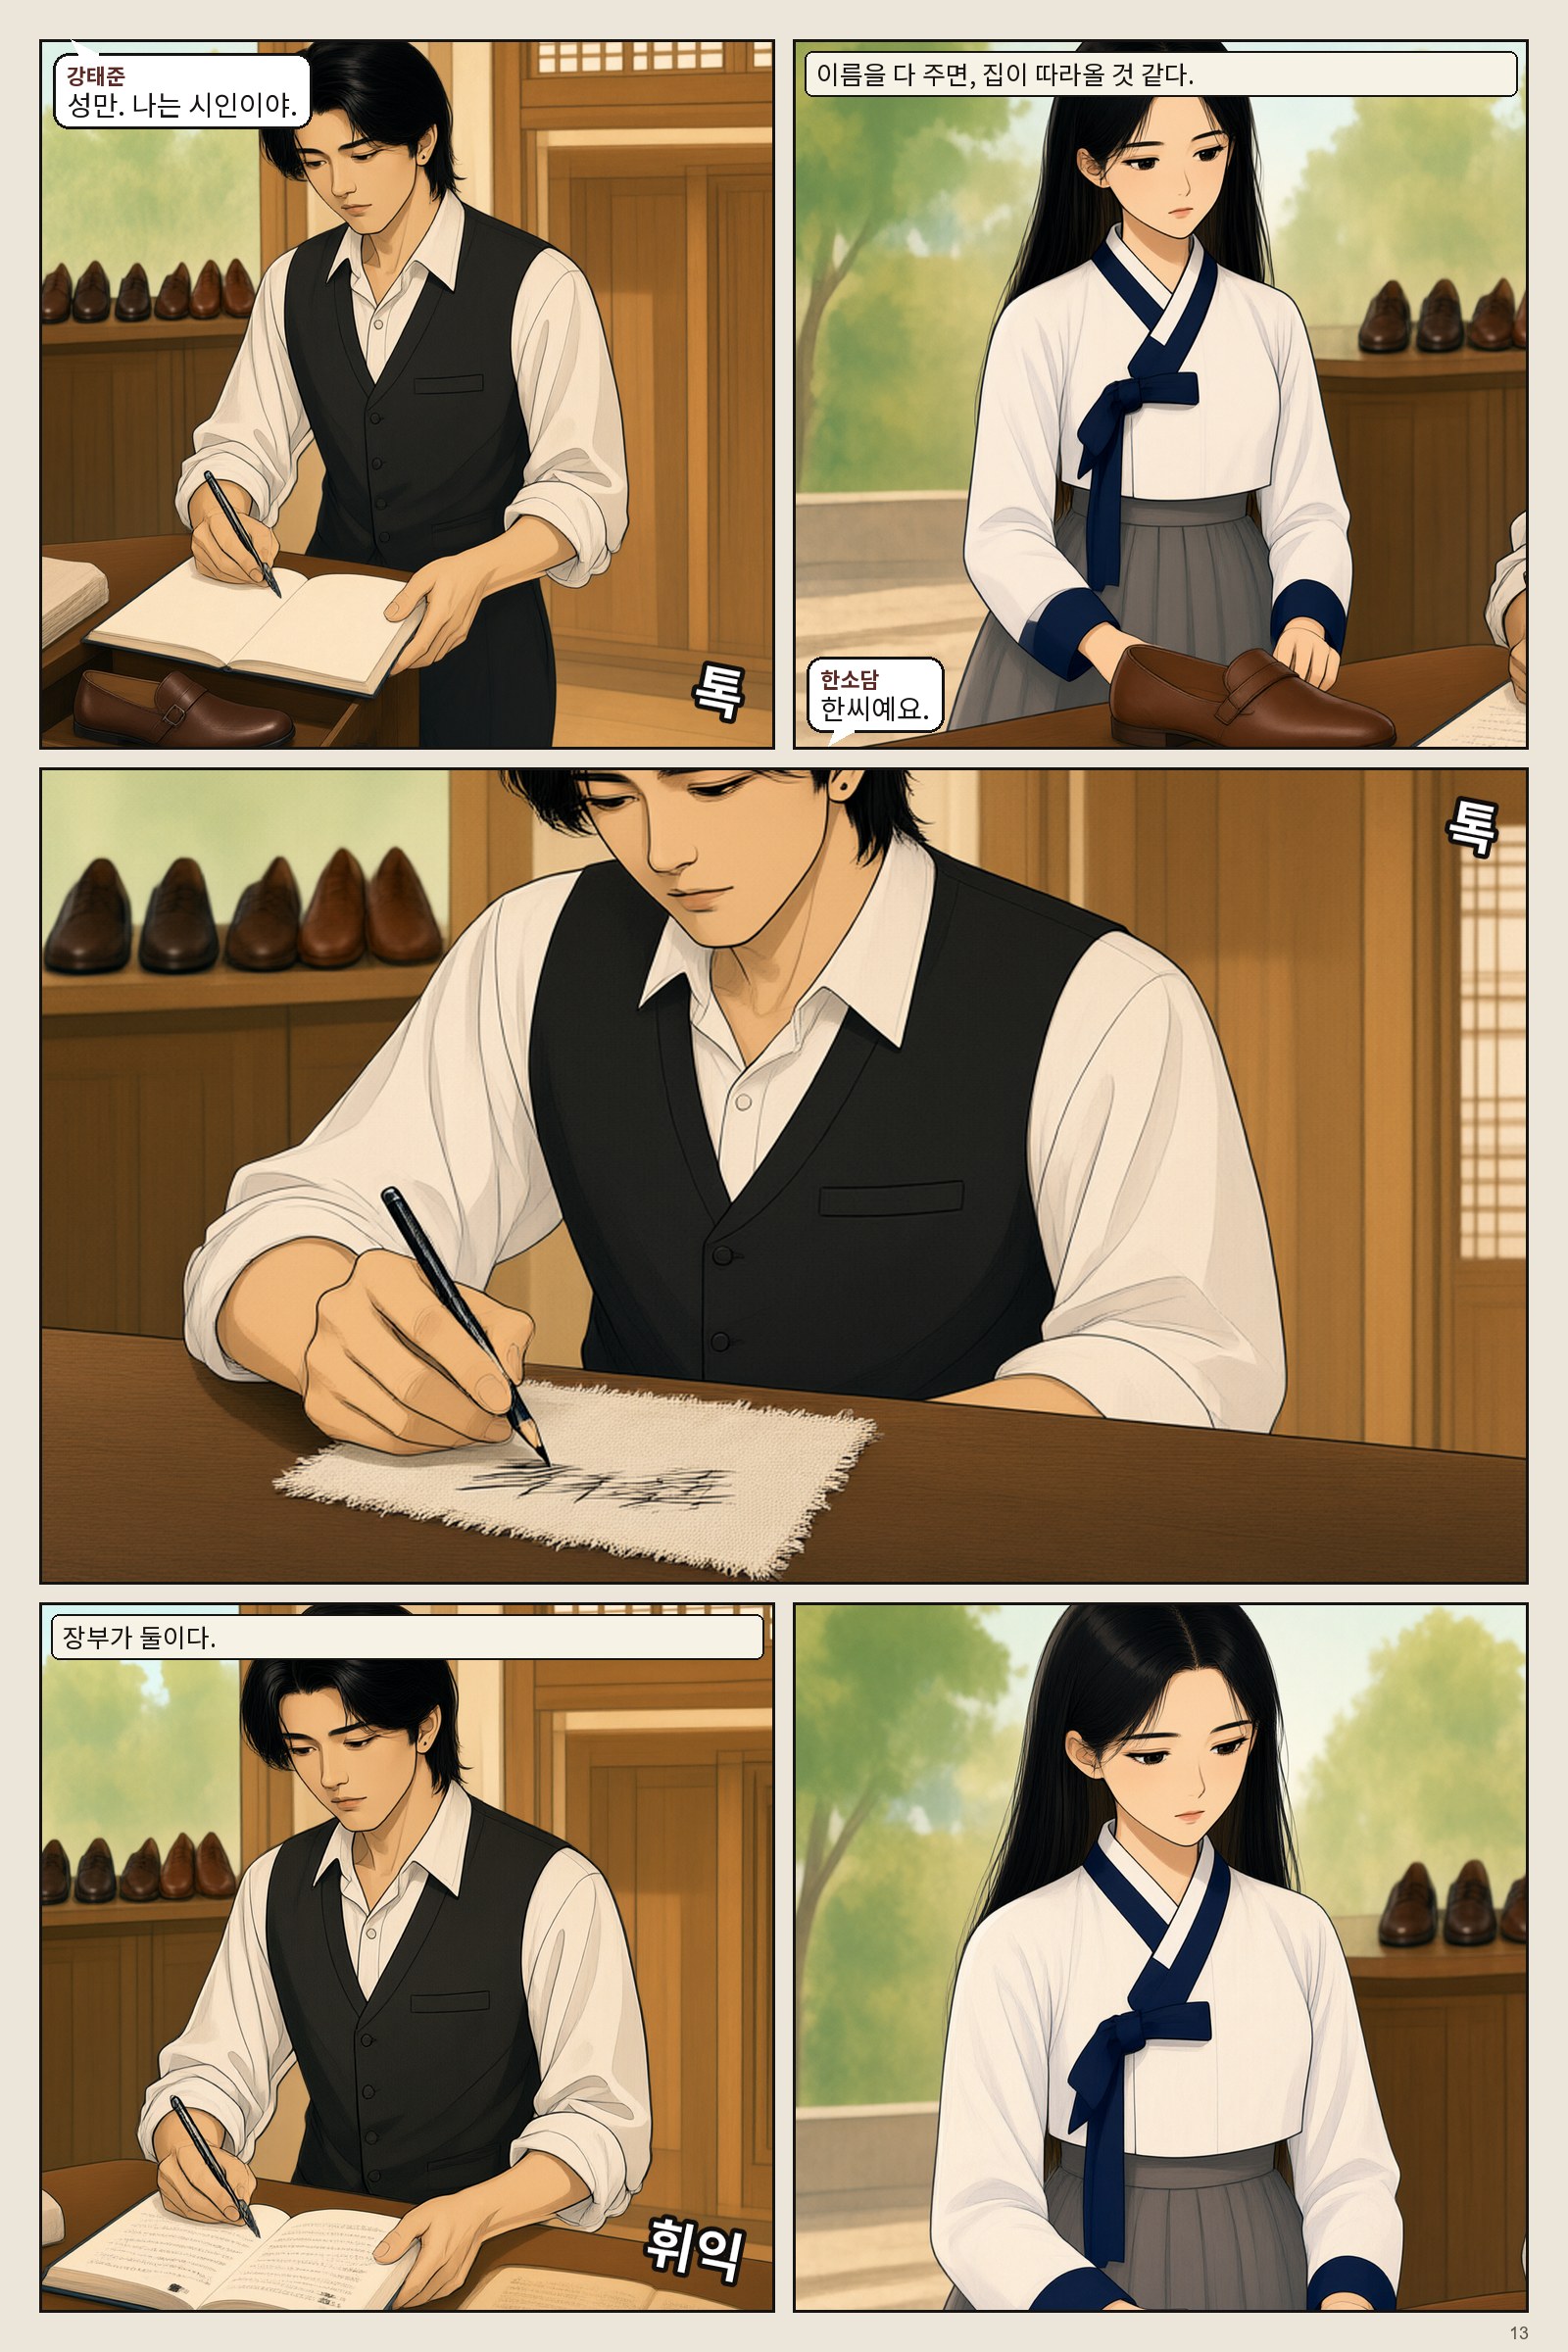 강태준
성만. 나는 시인이야.
톡
이름을 다 주면, 집이 따라올 것 같다.
한소담
한씨예요.
톡
장부가 둘이다.
휘익
13